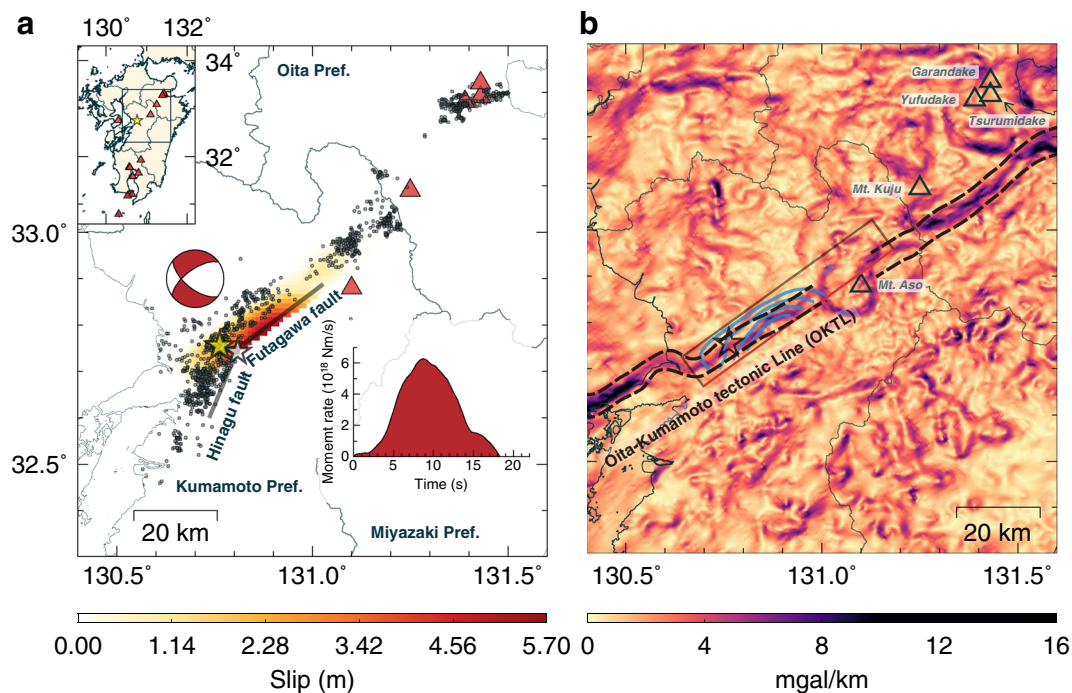 a
130˚ 132˚
34˚
32˚
Oita Pref.
33.0˚
32.5˚
Hinagu fault
Futagawa fault
Kumamoto Pref.
Miyazaki Pref.
Momemt rate (10¹⁸ Nm/s)
6
4
2
0
0 5 10 15 20
Time (s)
20 km
130.5˚ 131.0˚ 131.5˚
0.00 1.14 2.28 3.42 4.56 5.70
Slip (m)
b
Garandake
Yufudake
Tsurumidake
Mt. Kuju
Mt. Aso
Oita-Kumamoto tectonic Line (OKTL)
20 km
130.5˚ 131.0˚ 131.5˚
0 4 8 12 16
mgal/km